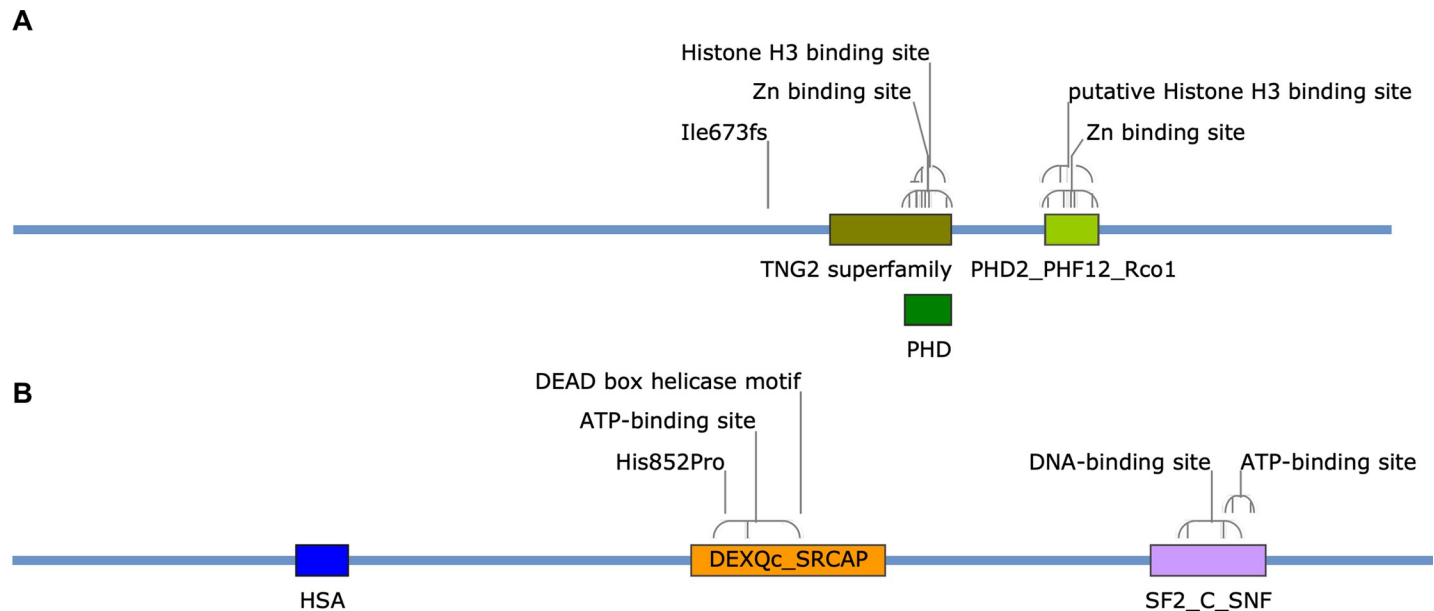 A
Histone H3 binding site
Zn binding site
putative Histone H3 binding site
Ile673fs
Zn binding site
TNG2 superfamily
PHD2_PHF12_Rco1
PHD
B
DEAD box helicase motif
ATP-binding site
His852Pro
DNA-binding site
ATP-binding site
DEXQc_SRCAP
HSA
SF2_C_SNF